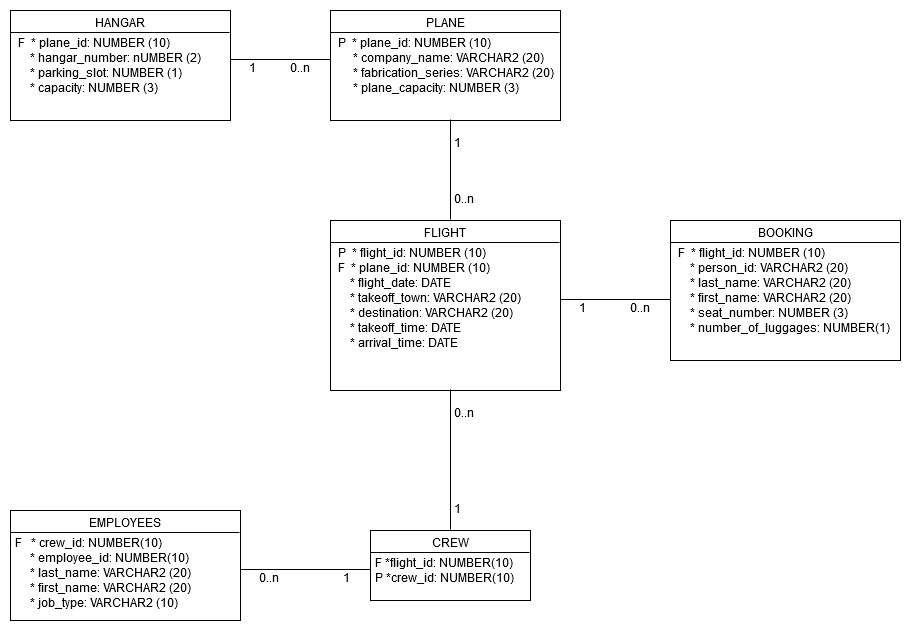 HANGAR
F * plane_id: NUMBER (10)
* hangar_number: nUMBER (2)
* parking_slot: NUMBER (1)
* capacity: NUMBER (3)
1
0..n
PLANE
P * plane_id: NUMBER (10)
* company_name: VARCHAR2 (20)
* fabrication_series: VARCHAR2 (20)
* plane_capacity: NUMBER (3)
1
0..n
FLIGHT
P * flight_id: NUMBER (10)
F * plane_id: NUMBER (10)
* flight_date: DATE
* takeoff_town: VARCHAR2 (20)
* destination: VARCHAR2 (20)
* takeoff_time: DATE
* arrival_time: DATE
1
0..n
BOOKING
F * flight_id: NUMBER (10)
* person_id: VARCHAR2 (20)
* last_name: VARCHAR2 (20)
* first_name: VARCHAR2 (20)
* seat_number: NUMBER (3)
* number_of_luggages: NUMBER(1)
0..n
1
EMPLOYEES
F * crew_id: NUMBER(10)
* employee_id: NUMBER(10)
* last_name: VARCHAR2 (20)
* first_name: VARCHAR2 (20)
* job_type: VARCHAR2 (10)
0..n
1
CREW
F *flight_id: NUMBER(10)
P *crew_id: NUMBER(10)